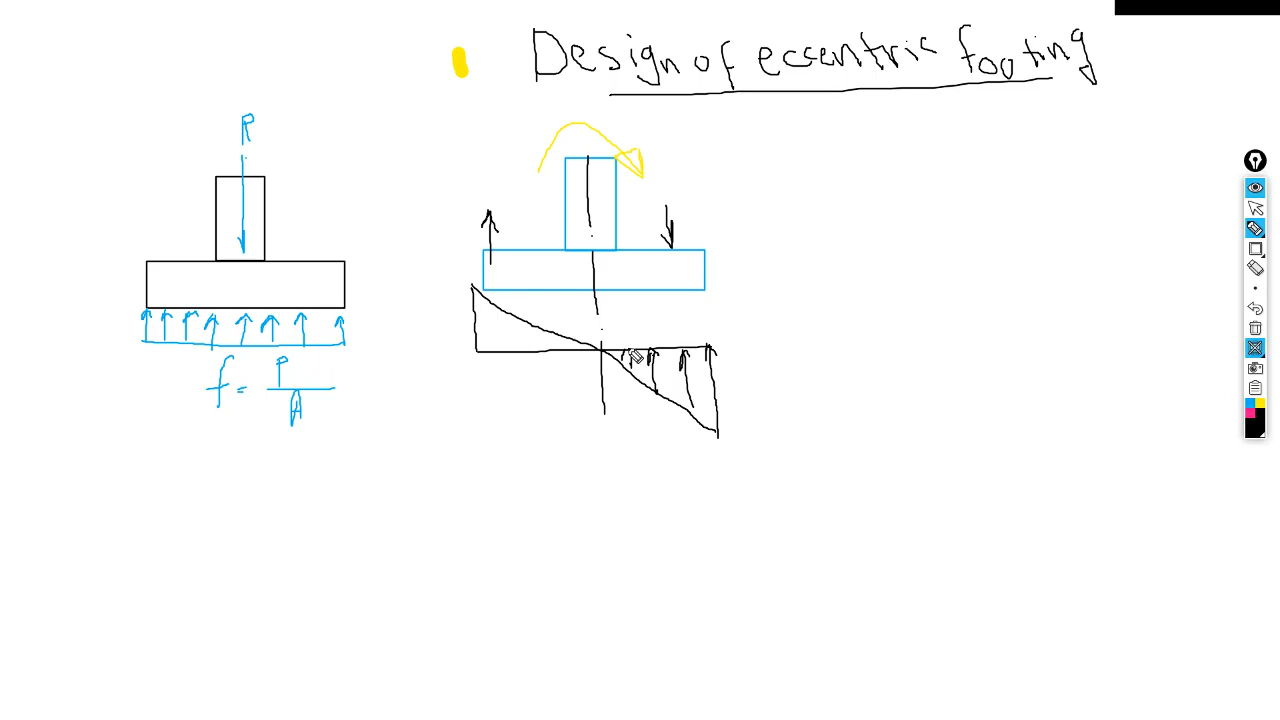 Design of eccentric footing
P
f = P
A